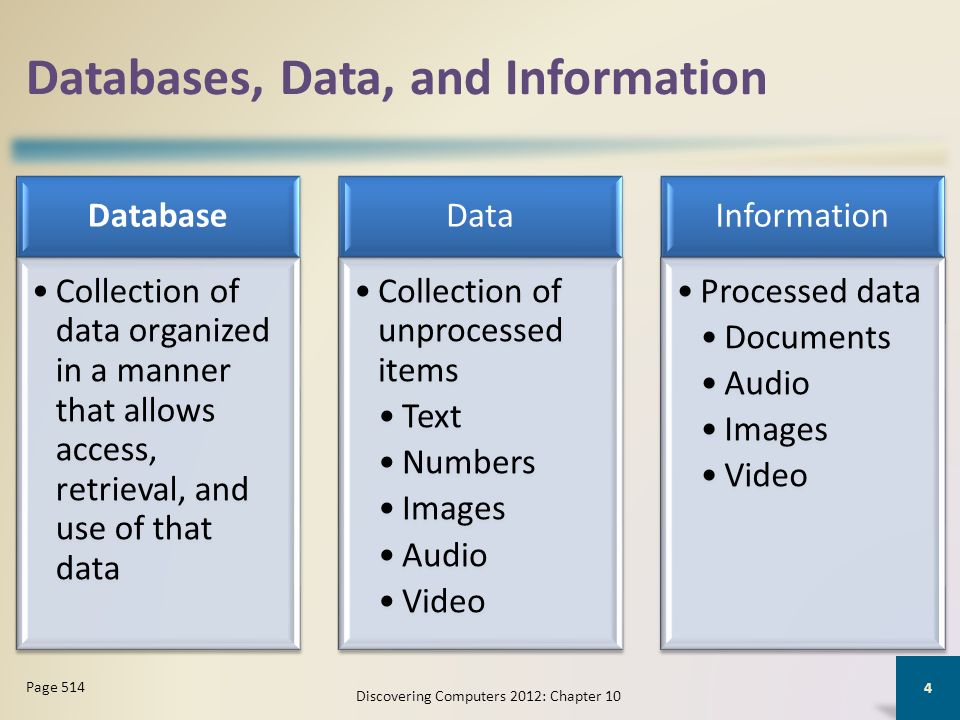 Databases, Data, and Information
Database
• Collection of
data organized
in a manner
that allows
access,
retrieval, and
use of that
data
Data
• Collection of
unprocessed
items
• Text
• Numbers
• Images
• Audio
• Video
Information
• Processed data
• Documents
• Audio
• Images
• Video
Page 514
Discovering Computers 2012: Chapter 10
4